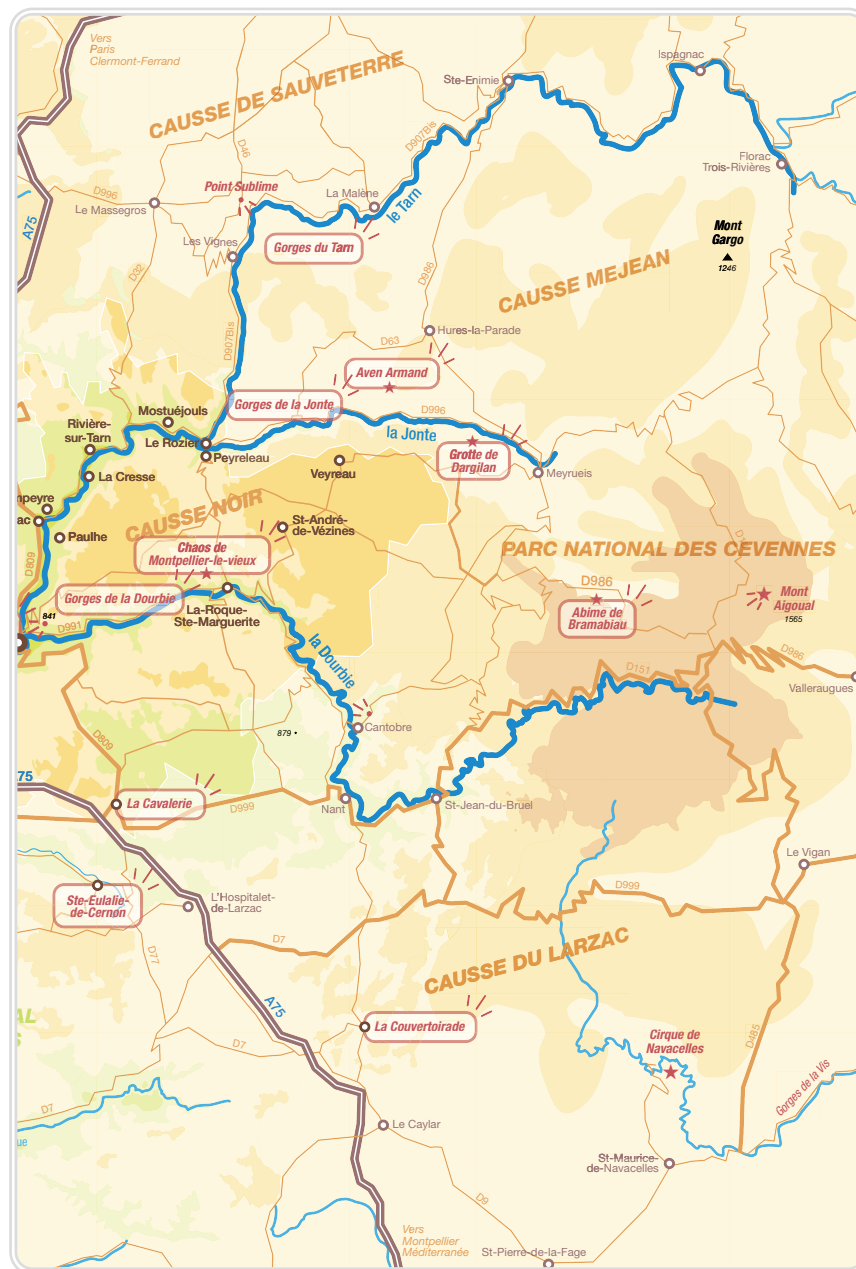 Vers
Paris
Clermont-Ferrand
CAUSSE DE SAUVETERRE
Ispagnac
Ste-Enimie
D907Bis
D46
Florac
Trois-Rivières
Point Sublime
La Malène
D996
Le Massegros
le Tarn
A75
Mont
Gargo
1246
Les Vignes
Gorges du Tarn
D32
D986
CAUSSE MEJEAN
D907Bis
Hures-la-Parade
D63
Aven Armand
Gorges de la Jonte
D996
Mostuéjouls
Rivière-
sur-Tarn
la Jonte
Le Rozier
Peyreleau
Grotte de
Dargilan
Meyrueis
Veyreau
La Cresse
mpeyre
CAUSSE NOIR
ac
St-André-
de-Vézines
Paulhe
Chaos de
Montpellier-le-vieux
PARC NATIONAL DES CEVENNES
D809
D986
Mont
Aigoual
1565
Gorges de la Dourbie
La-Roque-
Ste-Marguerite
Abime de
Bramabiau
841
D991
la Dourbie
D986
D151
Valleraugues
Cantobre
879
D809
A75
La Cavalerie
D999
Nant
St-Jean-du-Bruel
Le Vigan
D999
Ste-Eulalie-
de-Cernon
L'Hospitalet-
de-Larzac
D7
D77
CAUSSE DU LARZAC
A75
AL
S
La Couvertoirade
D7
Cirque de
Navacelles
D485
D7
Gorges de la Vis
Le Caylar
ue
St-Maurice-
de-Navacelles
D9
Vers
Montpellier
Méditerranée
St-Pierre-de-la-Fage